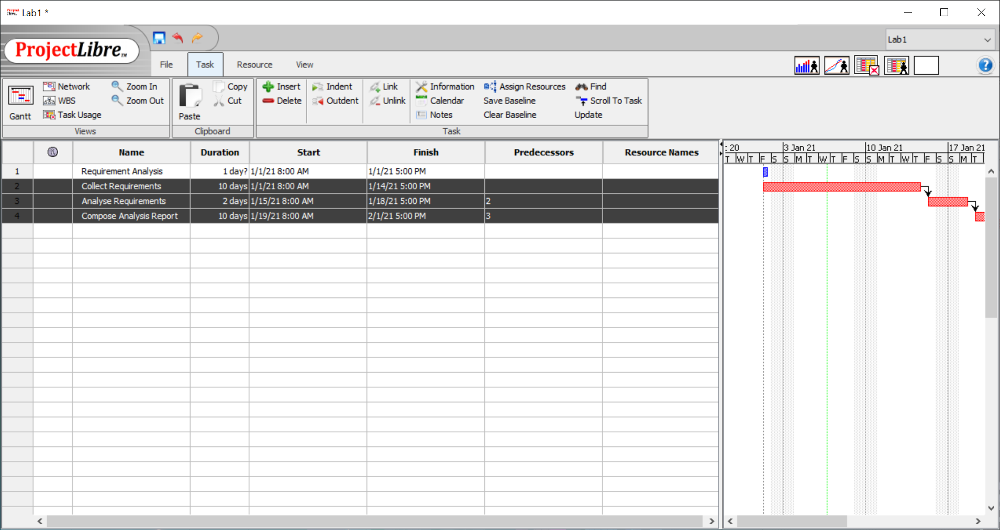 Lab1 *
ProjectLibre™
Lab1
File Task Resource View
Gantt
Network
WBS
Task Usage
Zoom In
Zoom Out
Views
Paste
Copy
Cut
Clipboard
Insert
Delete
Indent
Outdent
Link
Unlink
Information
Calendar
Notes
Assign Resources
Save Baseline
Clear Baseline
Find
Scroll To Task
Update
Task
Name Duration Start Finish Predecessors Resource Names
1 Requirement Analysis 1 day? 1/1/21 8:00 AM 1/1/21 5:00 PM
2 Collect Requirements 10 days 1/1/21 8:00 AM 1/14/21 5:00 PM
3 Analyse Requirements 2 days 1/15/21 8:00 AM 1/18/21 5:00 PM 2
4 Compose Analysis Report 10 days 1/19/21 8:00 AM 2/1/21 5:00 PM 3
: 20 3 Jan 21 10 Jan 21 17 Jan 21
T W T F S S M T W T F S S M T W T F S S M T